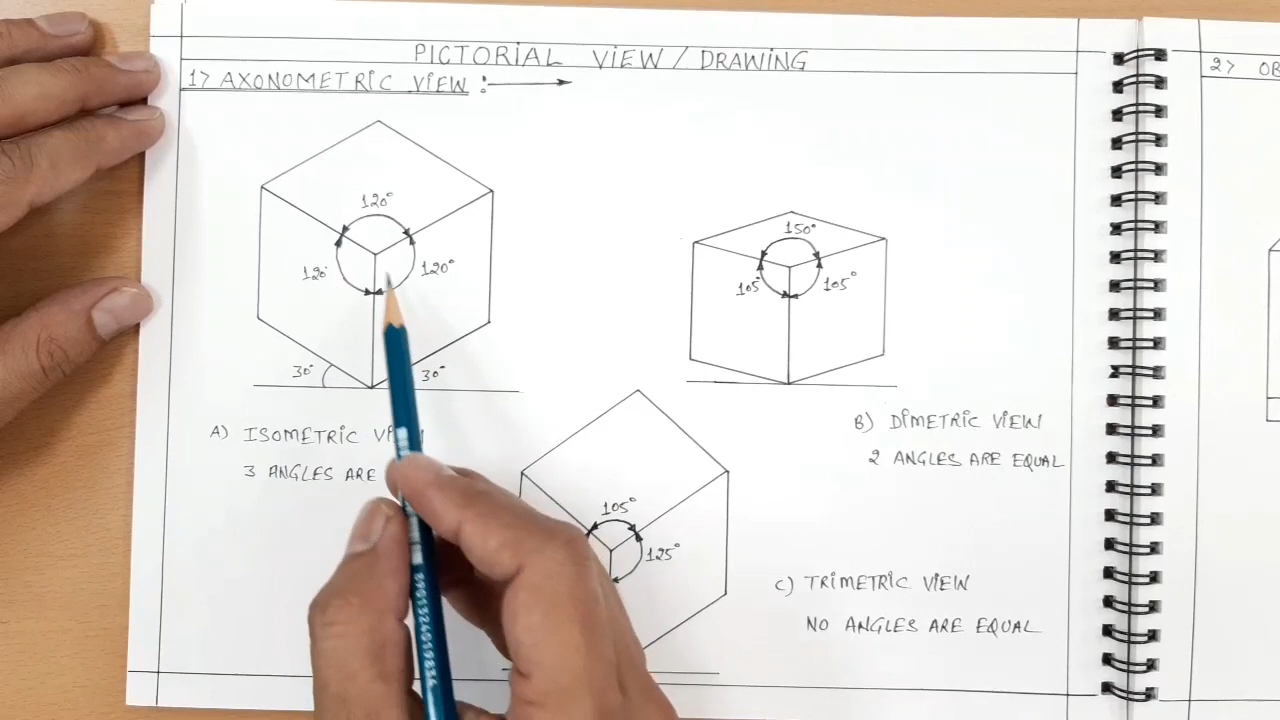 PICTORIAL VIEW / DRAWING
1> AXONOMETRIC VIEW :
120°
120°
120°
30°
30°
A) ISOMETRIC
3 ANGLES ARE
150°
105°
105°
B) DIMETRIC VIEW
2 ANGLES ARE EQUAL
105°
125°
C) TRIMETRIC VIEW
NO ANGLES ARE EQUAL
2>